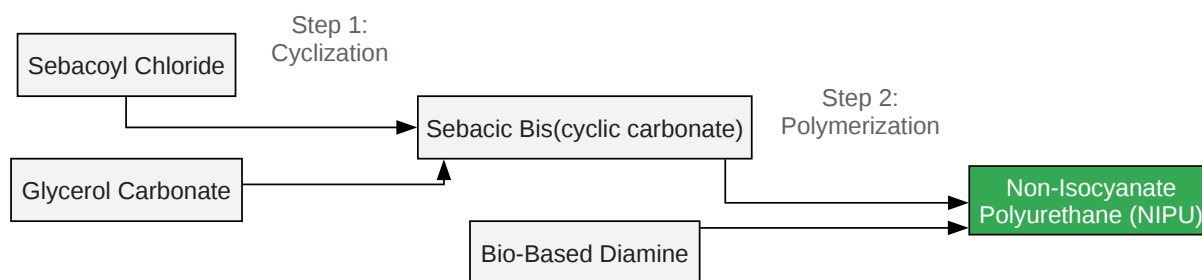 Step 1:
Cyclization
Sebacoyl Chloride
Step 2:
Polymerization
Sebacic Bis(cyclic carbonate)
Glycerol Carbonate
Non-Isocyanate
Polyurethane (NIPU)
Bio-Based Diamine